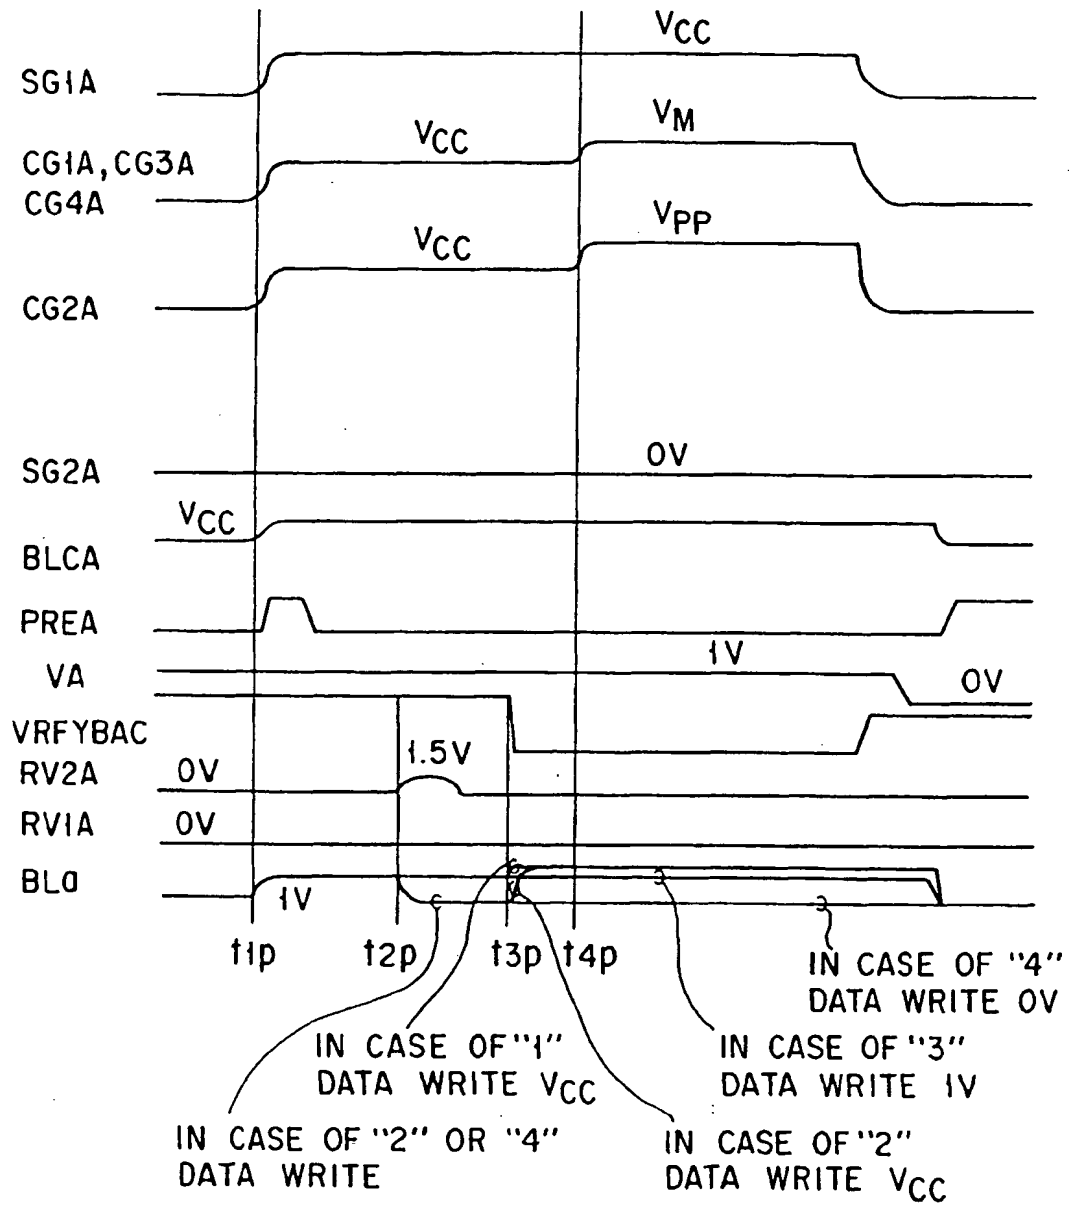 VCC
SG1A
VCC
VM
CG1A, CG3A
CG4A
VCC
VPP
CG2A
SG2A
0V
VCC
BLCA
PREA
1V
VA
0V
VRFYBAC
1.5V
RV2A
0V
RV1A
0V
BLa
1V
t1p
t2p
t3p
t4p
IN CASE OF "4"
DATA WRITE 0V
IN CASE OF "1"
DATA WRITE VCC
IN CASE OF "3"
DATA WRITE 1V
IN CASE OF "2" OR "4"
DATA WRITE
IN CASE OF "2"
DATA WRITE VCC